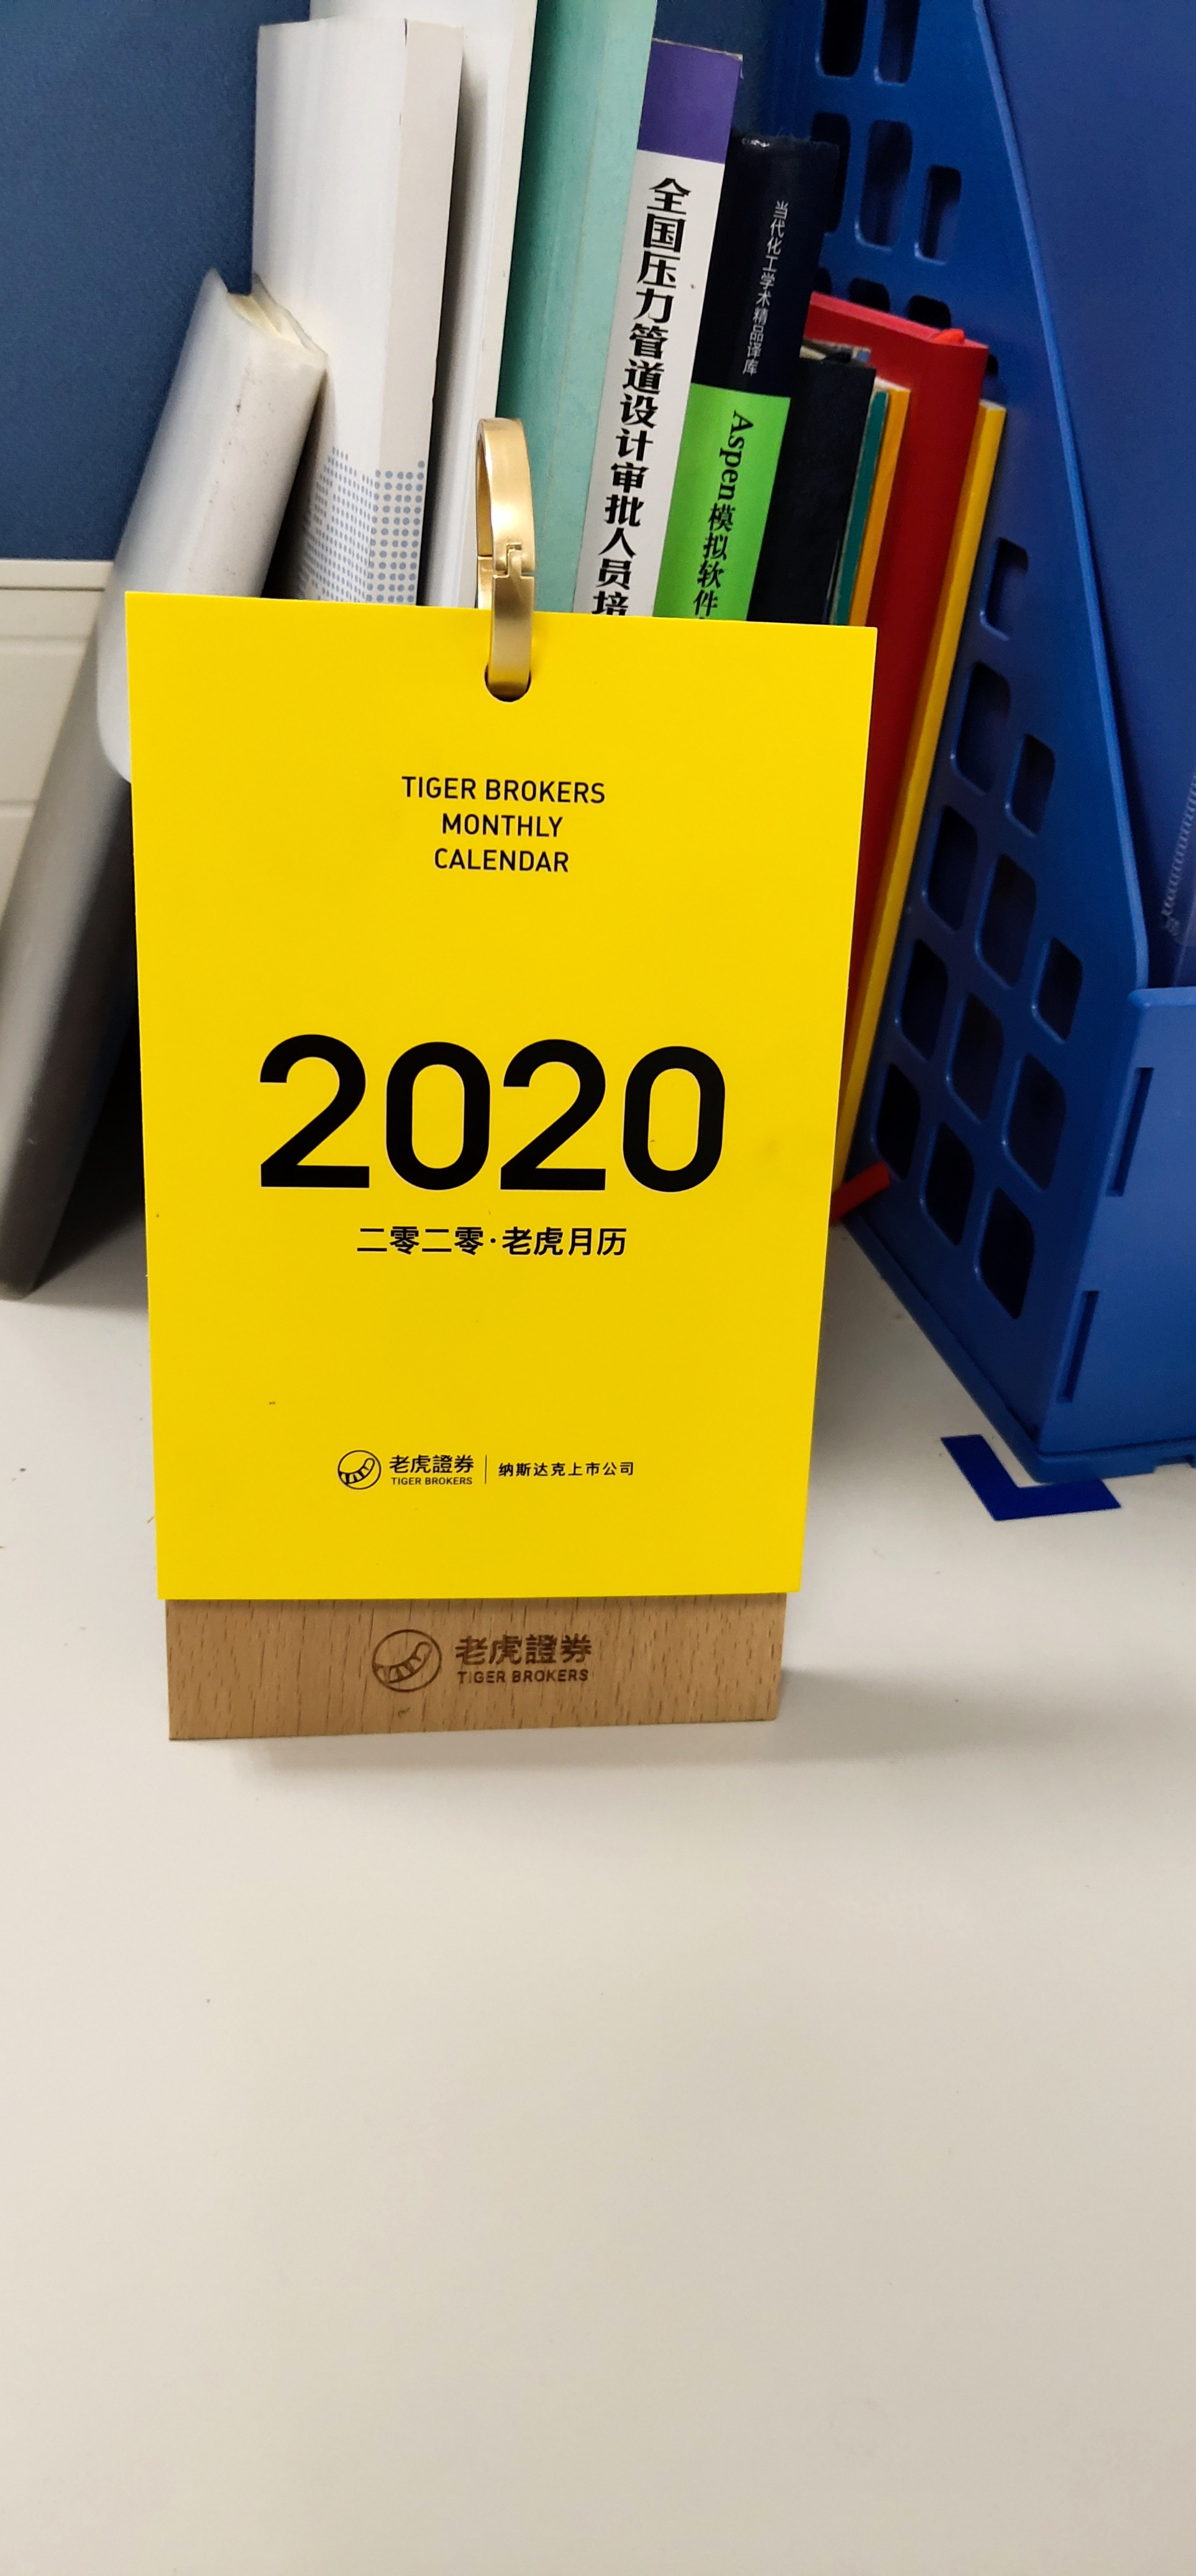 全国压力管道设计审批人员培
当代化工学术精品译库
Aspen模拟软件
TIGER BROKERS
MONTHLY
CALENDAR
2020
二零二零·老虎月历
老虎證券
TIGER BROKERS
纳斯达克上市公司
老虎證券
TIGER BROKERS